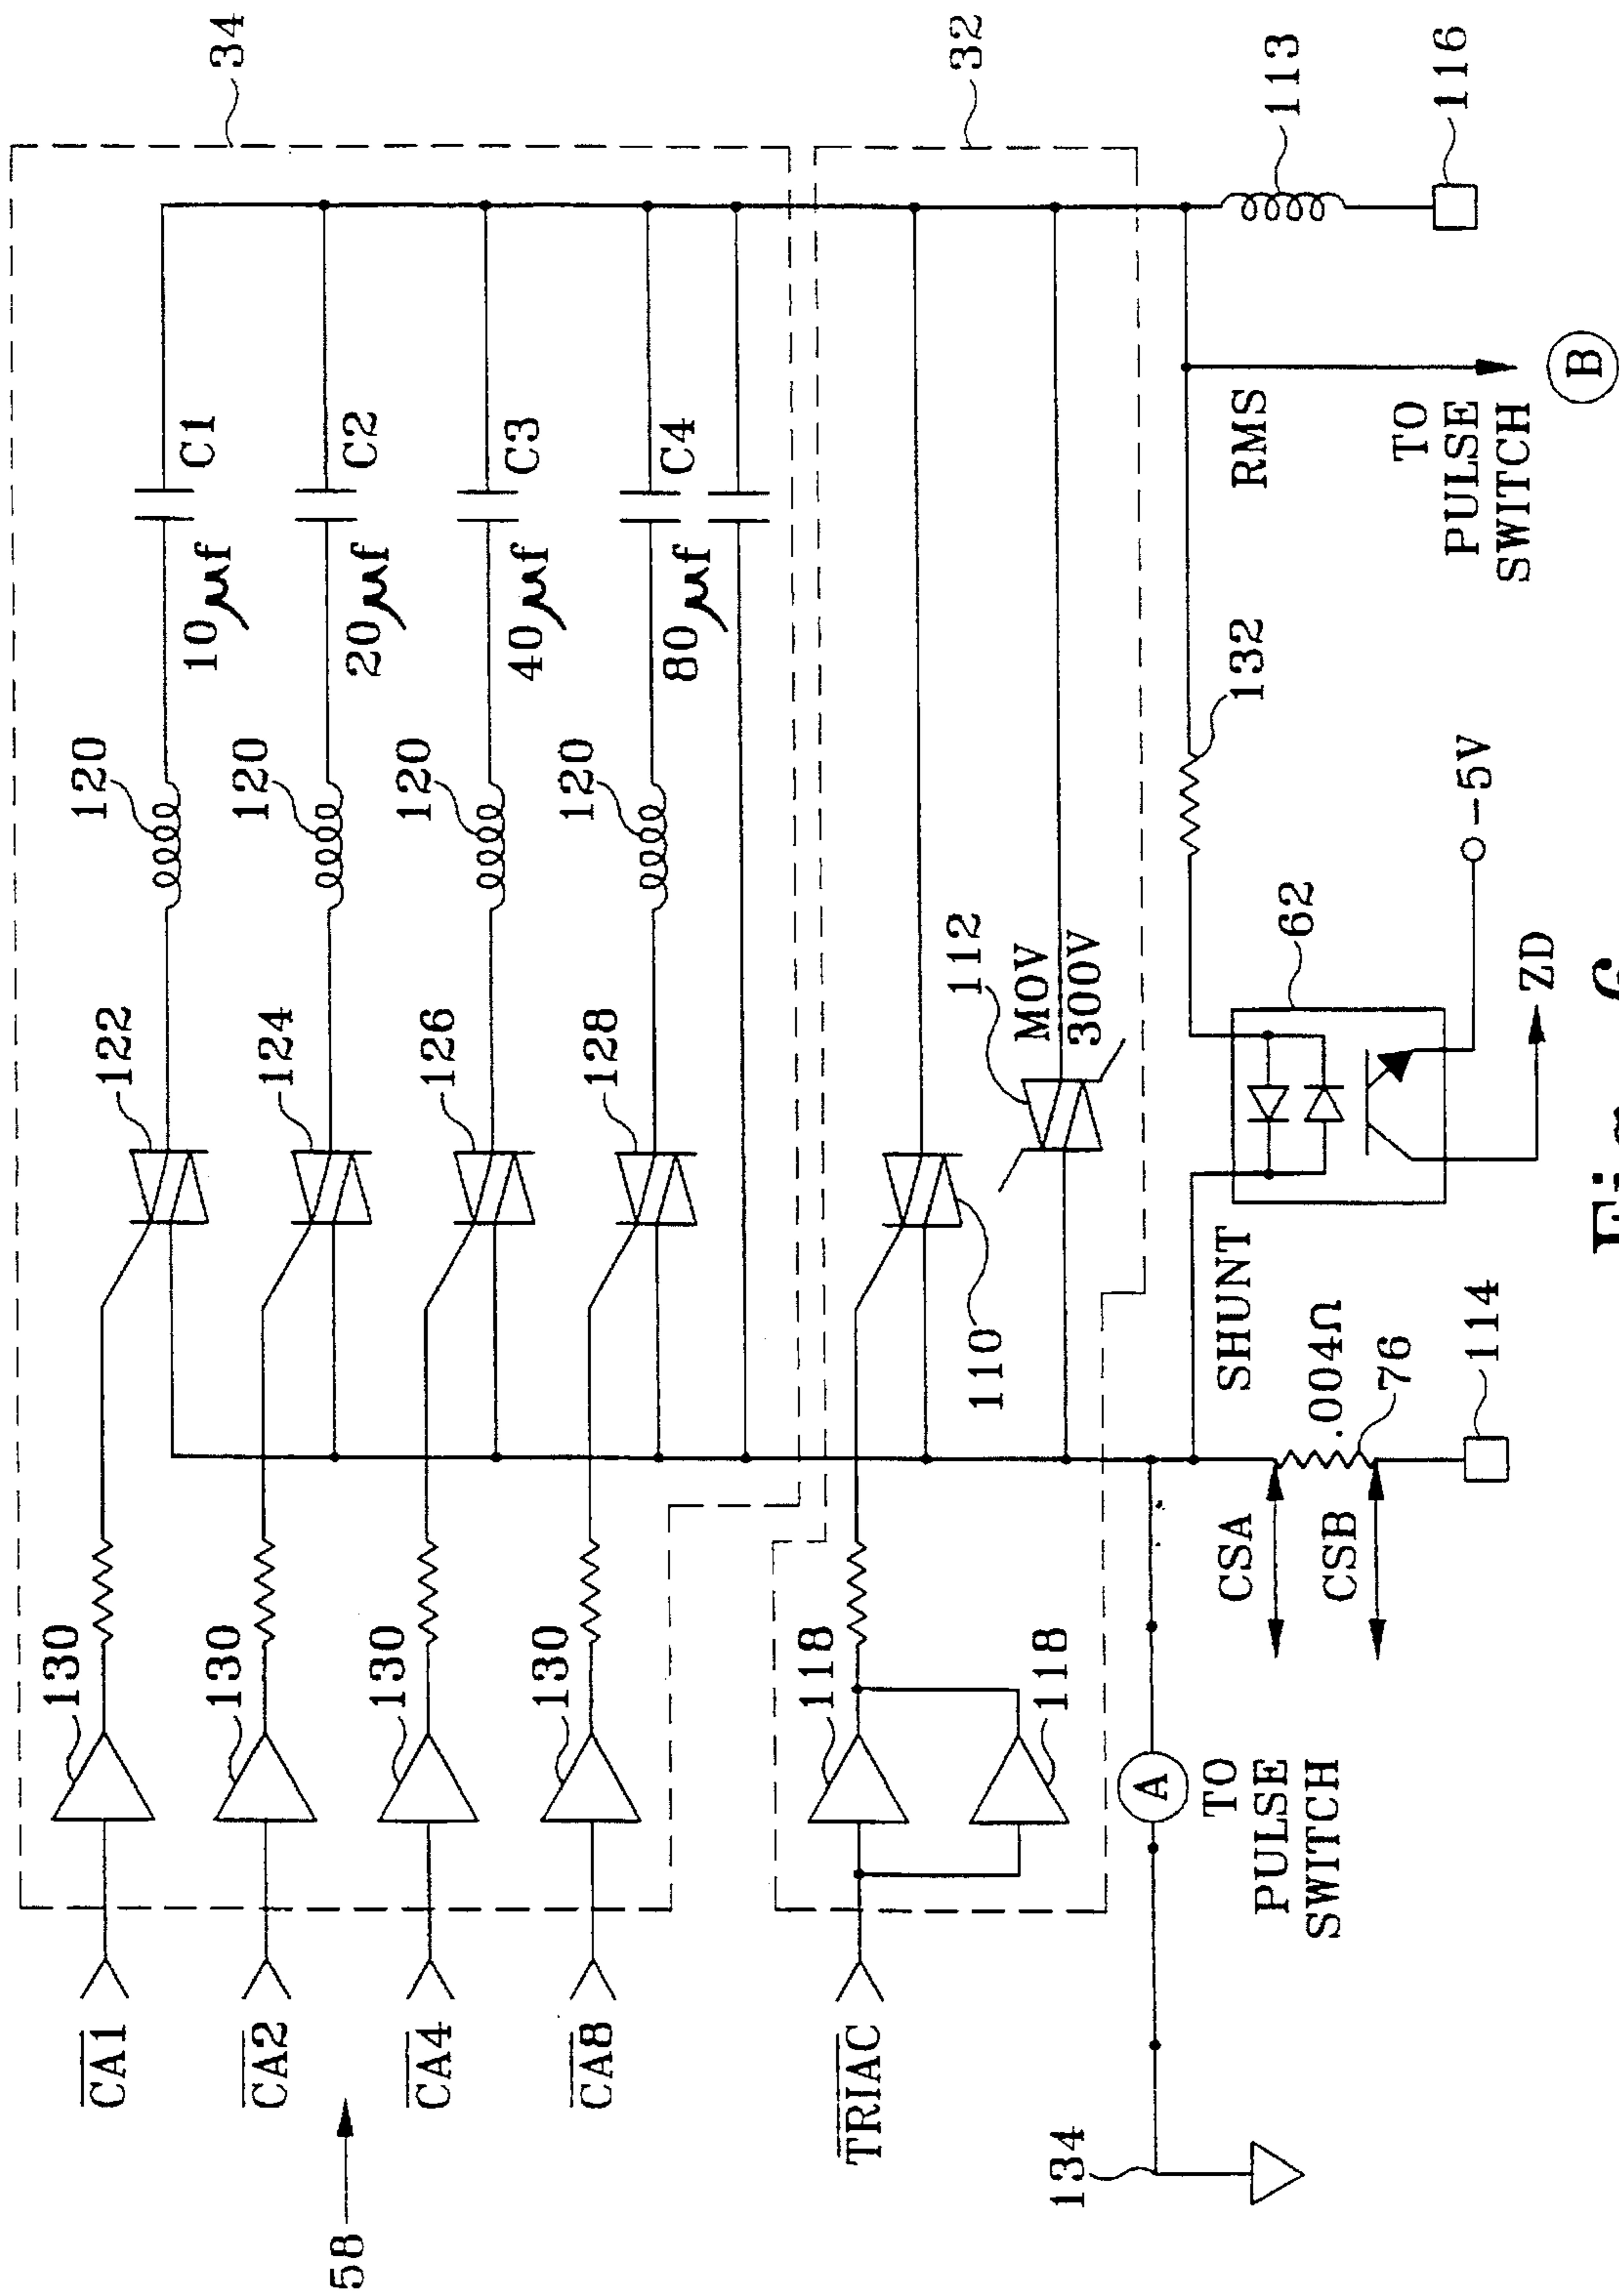 34
32
113
116
C1
C2
C3
C4
10µf
20µf
40µf
80µf
120
120
120
120
122
124
126
128
130
130
130
130
CA1
CA2
CA4
CA8
58
TRIAC
118
118
110
112
MOV
300V
RMS
TO
PULSE
SWITCH
B
132
62
-5V
ZD
SHUNT
.004Ω
76
114
CSA
CSB
A
TO
PULSE
SWITCH
134